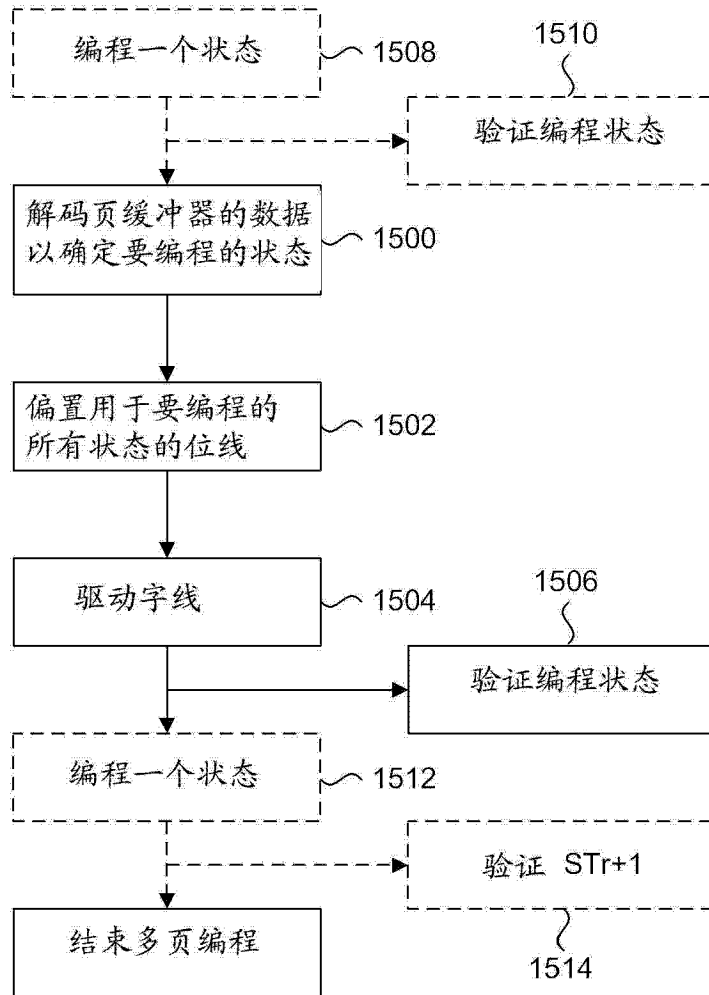 编程一个状态
1508
1510
验证编程状态
解码页缓冲器的数据
以确定要编程的状态
1500
偏置用于要编程的
所有状态的位线
1502
驱动字线
1504
1506
验证编程状态
编程一个状态
1512
验证 STr+1
1514
结束多页编程